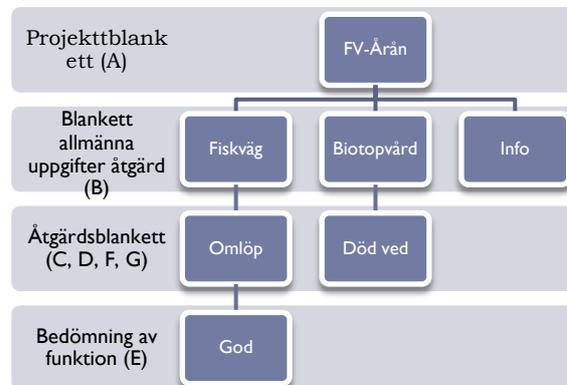 Projekttblank
ett (A)
FV-Årån
Blankett
allmänna
uppgifter åtgärd
(B)
Fiskväg
Biotopvård
Info
Åtgärdsblankett
(C, D, F, G)
Omlöp
Död ved
Bedömning av
funktion (E)
God